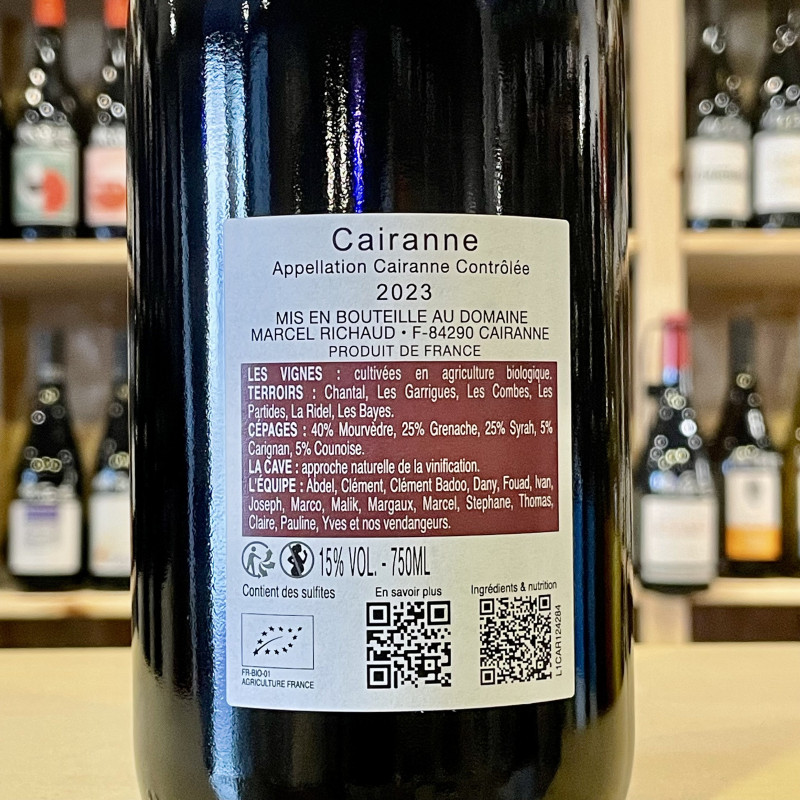 Cairanne
Appellation Cairanne Contrôlée
2023
MIS EN BOUTEILLE AU DOMAINE
MARCEL RICHAUD • F-84290 CAIRANNE
PRODUIT DE FRANCE
LES VIGNES : cultivées en agriculture biologique.
TERROIRS : Chantal, Les Garrigues, Les Combes, Les
Partides, La Ridel, Les Bayes.
CÉPAGES : 40% Mourvèdre, 25% Grenache, 25% Syrah, 5%
Carignan, 5% Counoise.
LA CAVE : approche naturelle de la vinification.
L'ÉQUIPE : Abdel, Clément, Clément Badoo, Dany, Fouad, Ivan,
Joseph, Marco, Malik, Margaux, Marcel, Stephane, Thomas,
Claire, Pauline, Yves et nos vendangeurs.
15% VOL. - 750ML
Contient des sulfites
En savoir plus
Ingrédients & nutrition
L1CAR124284
FR-BIO-01
AGRICULTURE FRANCE